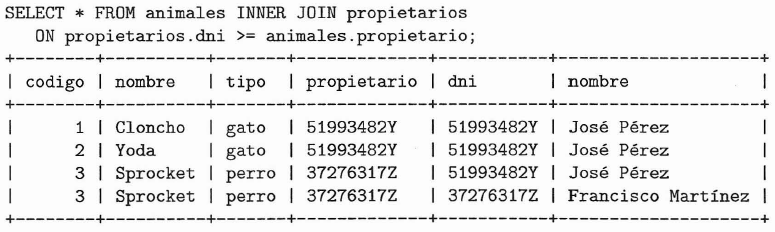 SELECT * FROM animales INNER JOIN propietarios
   ON propietarios.dni >= animales.propietario;
+--------+----------+-------+-------------+-----------+--------------------+
| codigo | nombre   | tipo  | propietario | dni       | nombre             |
+--------+----------+-------+-------------+-----------+--------------------+
|      1 | Cloncho  | gato  | 51993482Y   | 51993482Y | José Pérez         |
|      2 | Yoda     | gato  | 51993482Y   | 51993482Y | José Pérez         |
|      3 | Sprocket | perro | 37276317Z   | 51993482Y | José Pérez         |
|      3 | Sprocket | perro | 37276317Z   | 37276317Z | Francisco Martínez |
+--------+----------+-------+-------------+-----------+--------------------+